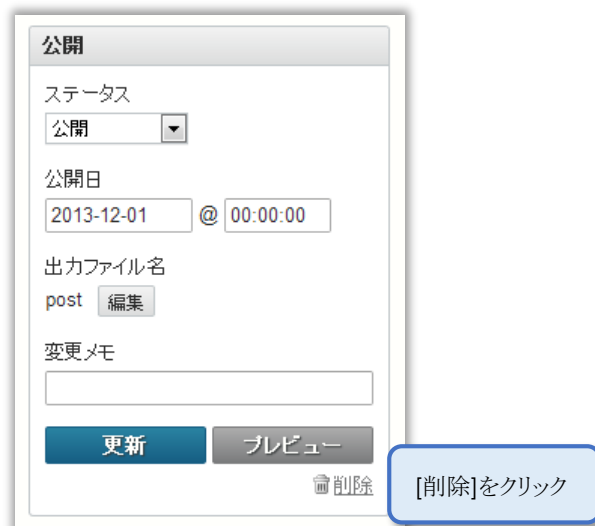 公開
ステータス
公開
公開日
2013-12-01 @ 00:00:00
出力ファイル名
post 編集
変更メモ
更新 プレビュー
削除
[削除]をクリック